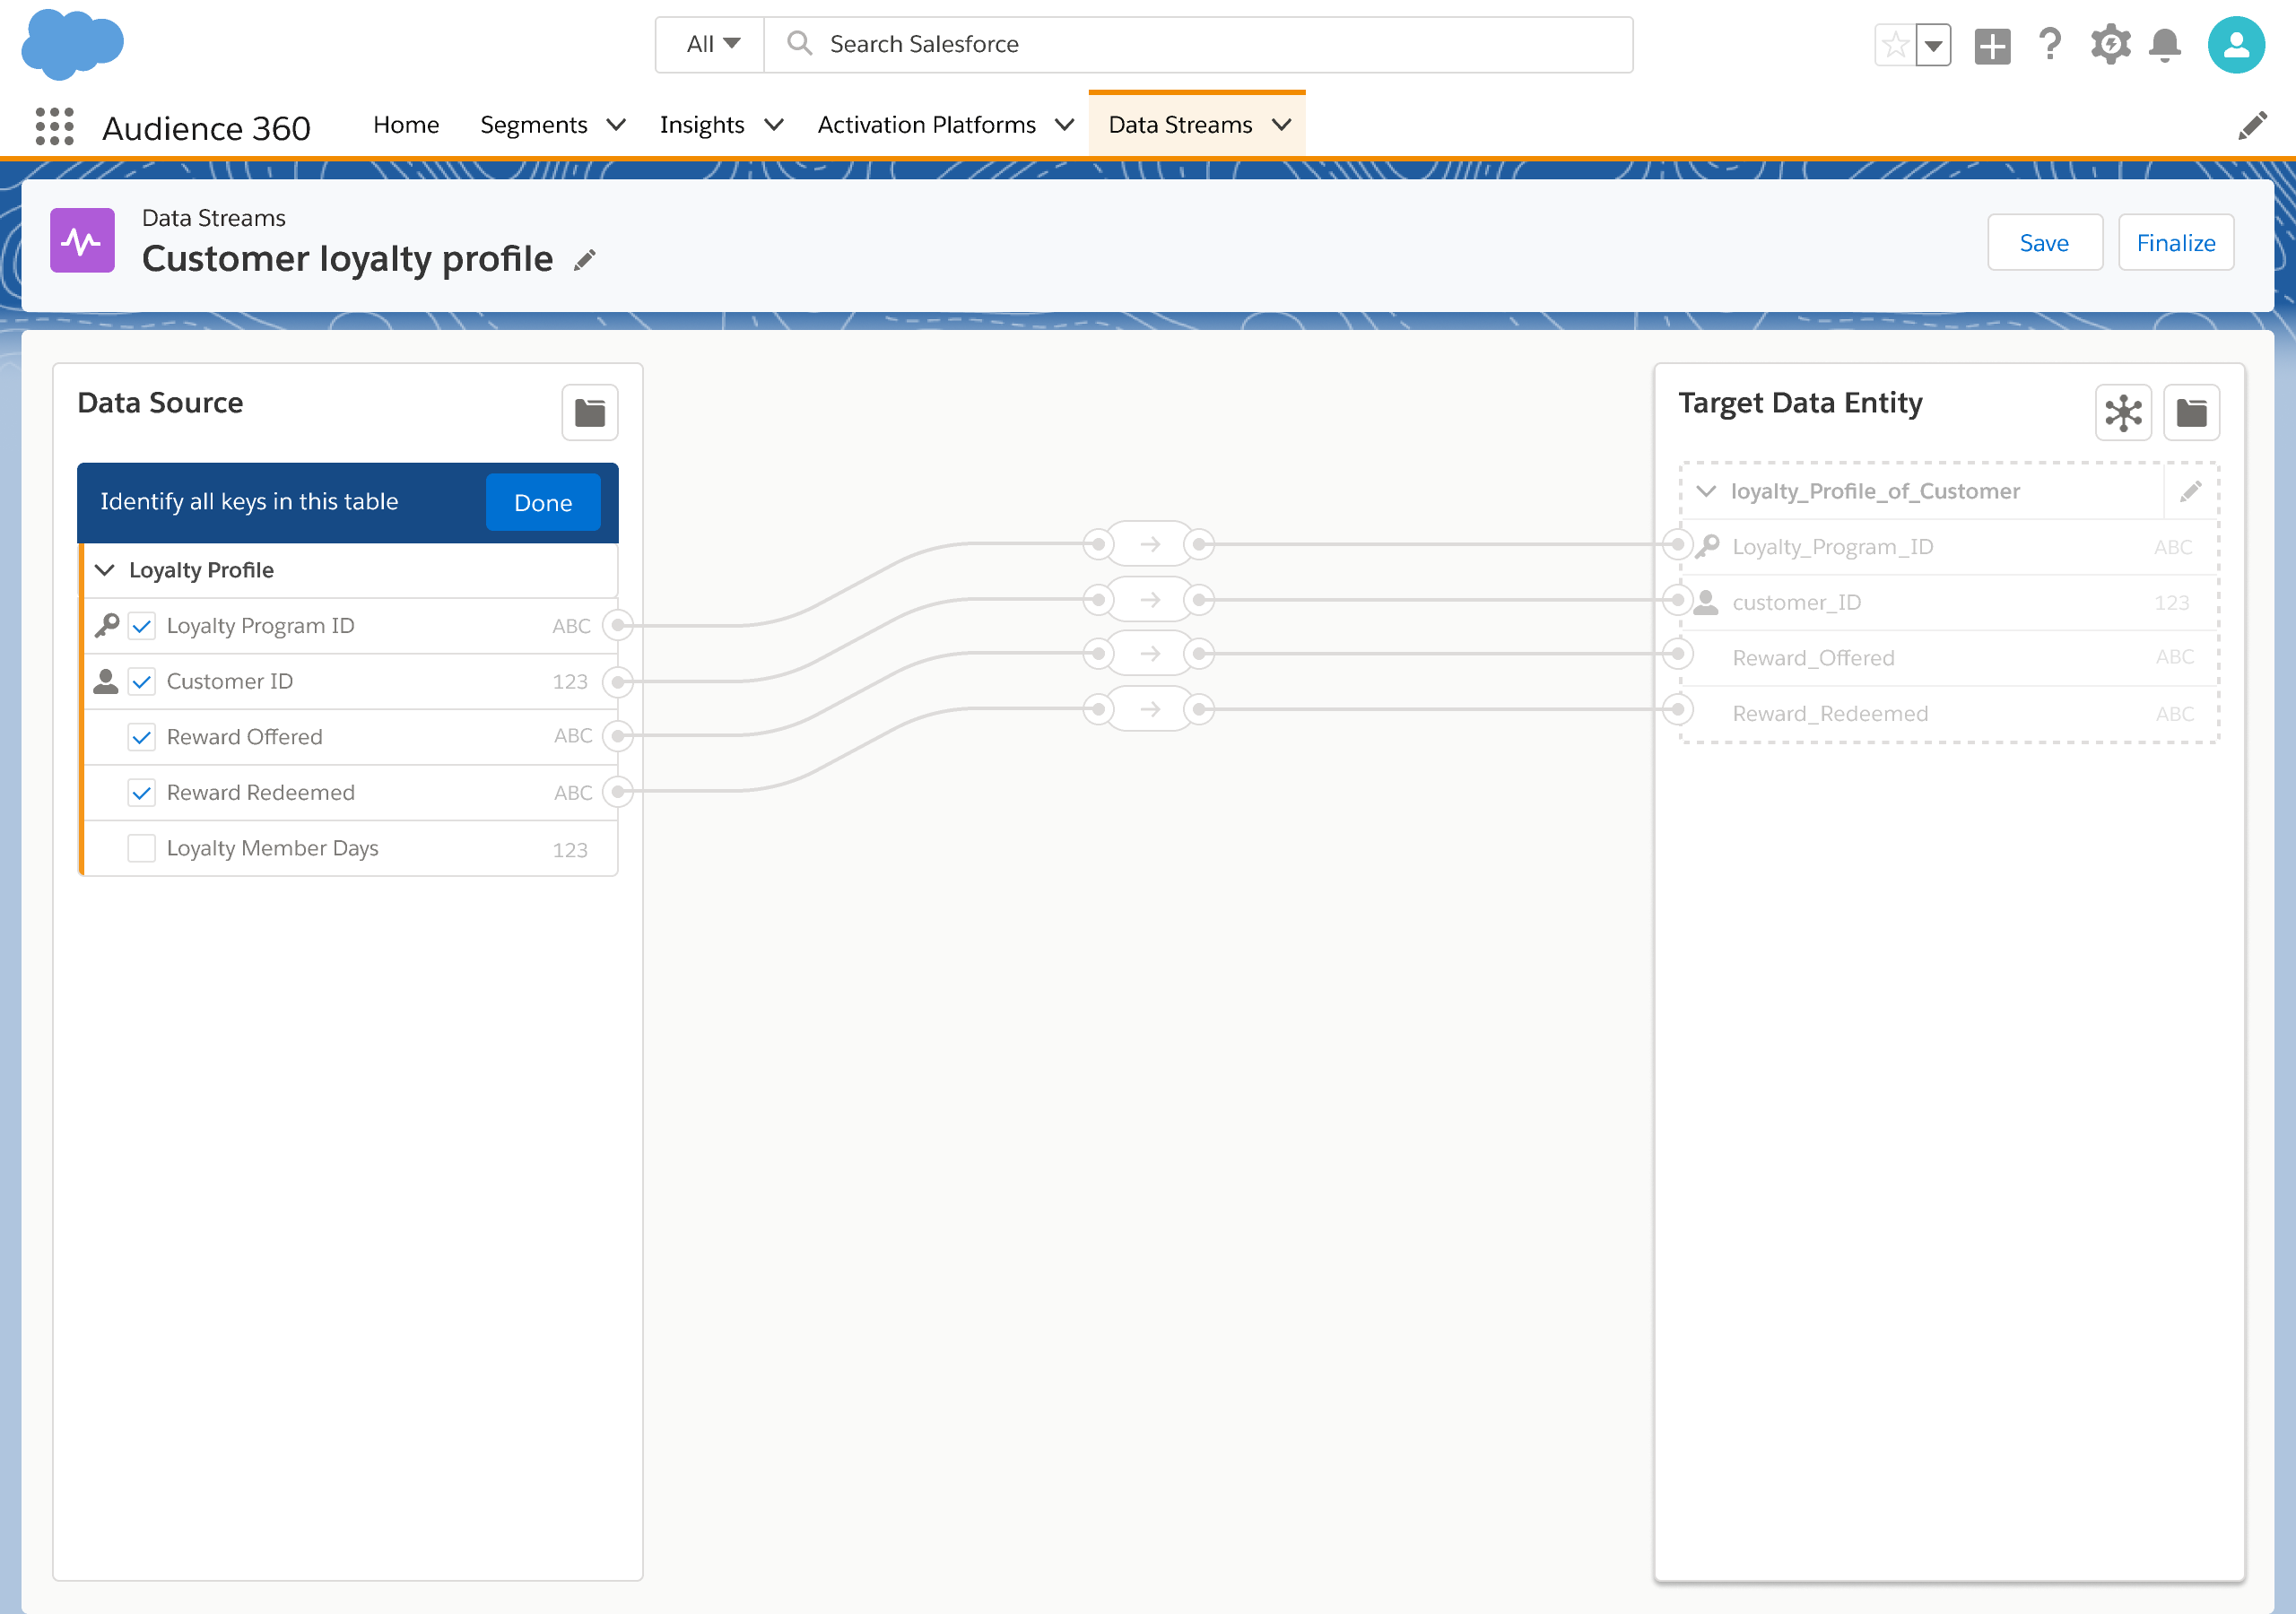 All
Search Salesforce
Audience 360
Home
Segments
Insights
Activation Platforms
Data Streams
Data Streams
Customer loyalty profile
Save
Finalize
Data Source
Identify all keys in this table
Done
Loyalty Profile
Loyalty Program ID ABC
Customer ID 123
Reward Offered ABC
Reward Redeemed ABC
Loyalty Member Days 123
Target Data Entity
loyalty_Profile_of_Customer
Loyalty_Program_ID ABC
customer_ID 123
Reward_Offered ABC
Reward_Redeemed ABC